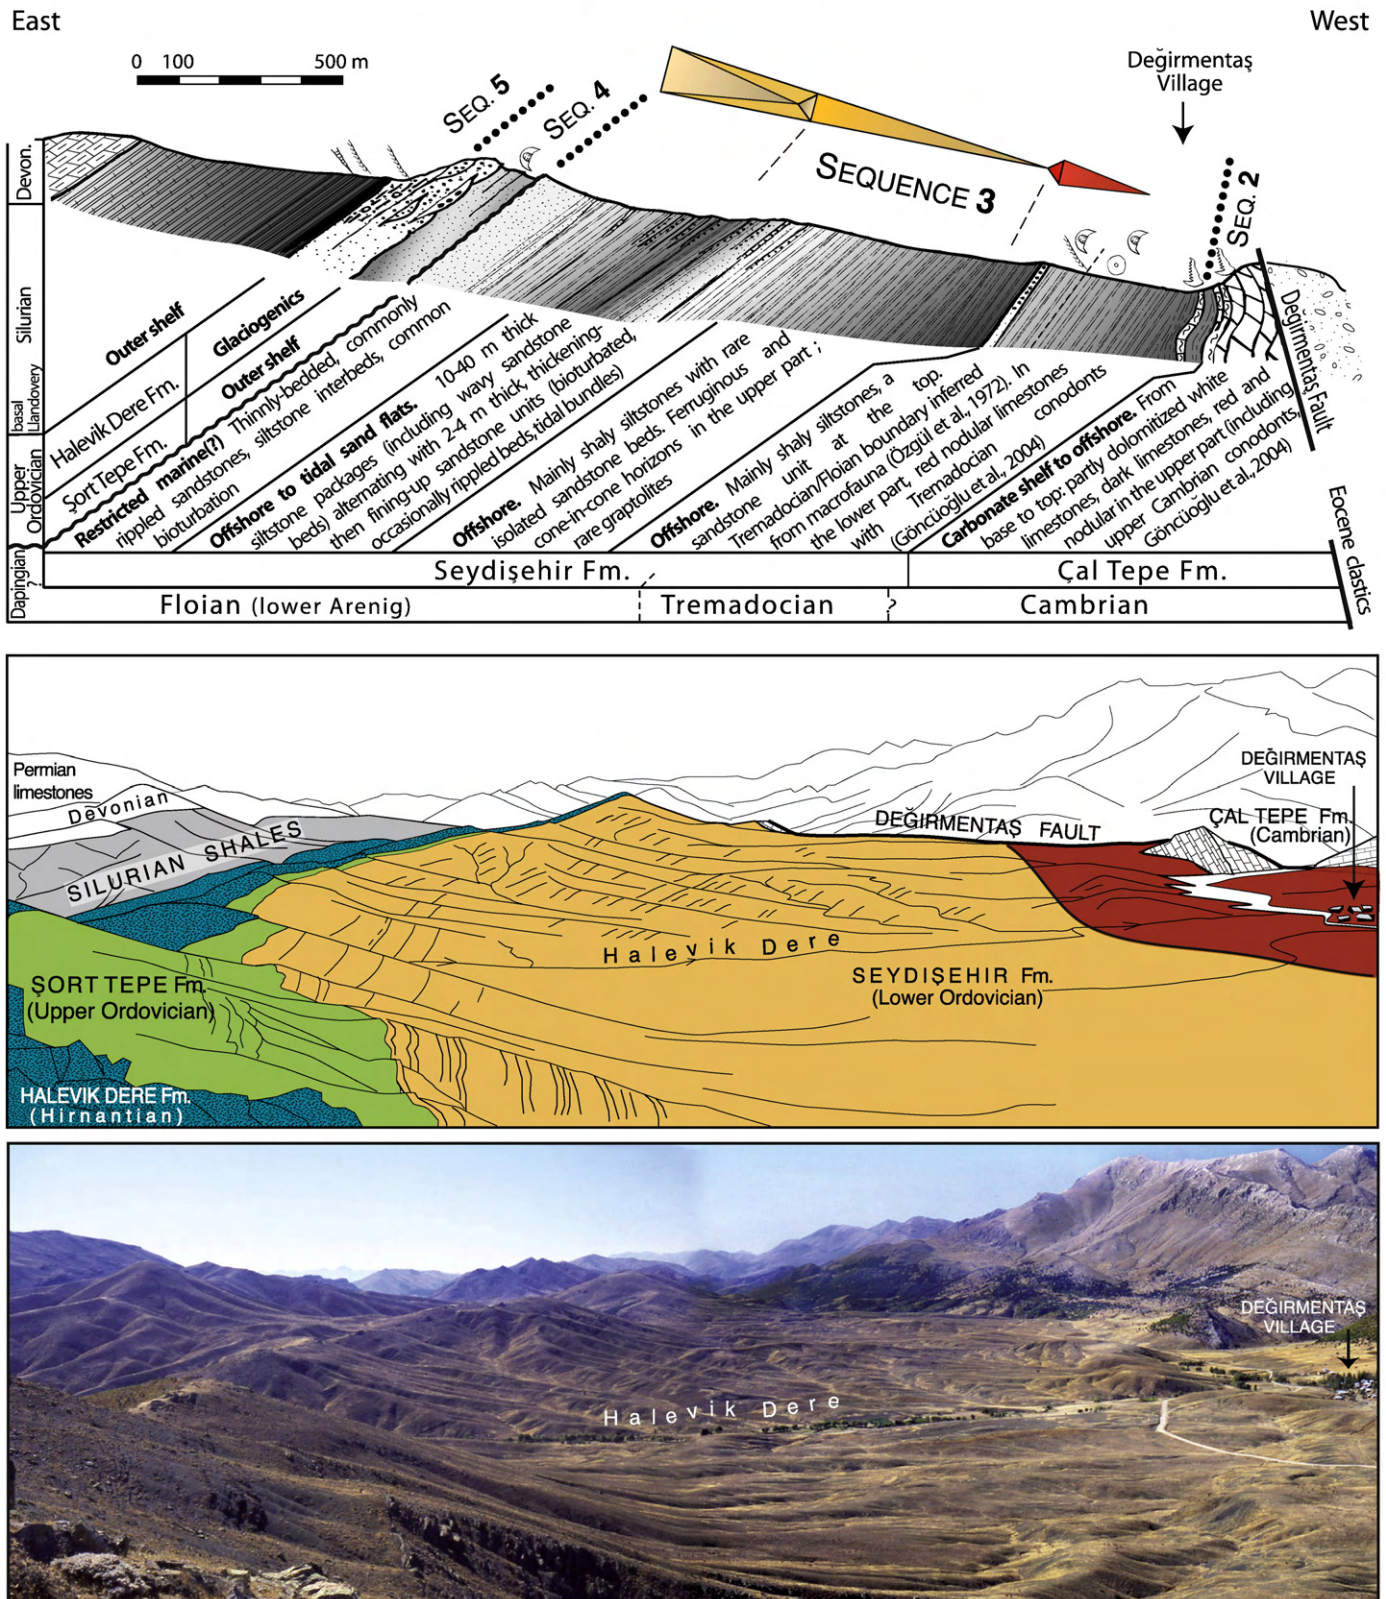 East
West
0 100 500 m
Değirmentaş
Village
SEQ. 5
SEQ. 4
SEQUENCE 3
SEQ. 2
Devon.
Silurian
basal
Llandovery
Upper
Ordovician
Dapingian
?
Outer shelf
Halevik Dere Fm.
Glaciogenics
Şort Tepe Fm.
Outer shelf
Restricted marine(?) Thinnly-bedded, commonly
rippled sandstones, siltstone interbeds, common
bioturbation
Offshore to tidal sand flats. 10-40 m thick
siltstone packages (including wavy sandstone
beds) alternating with 2-4 m thick, thickening-
then fining-up sandstone units (bioturbated,
occasionally rippled beds, tidal bundles)
Offshore. Mainly shaly siltstones with rare
isolated sandstone beds. Ferruginous and
cone-in-cone horizons in the upper part ;
rare graptolites
Offshore. Mainly shaly siltstones, a
sandstone unit at the top.
Tremadocian/Floian boundary inferred
from macrofauna (Özgül et al., 1972). In
the lower part, red nodular limestones
with Tremadocian conodonts
(Göncüoğlu et al., 2004)
Carbonate shelf to offshore. From
base to top: partly dolomitized white
limestones, dark limestones, red and
nodular in the upper part (including
upper Cambrian conodonts,
Göncüoğlu et al., 2004)
Değirmentaş Fault
Eocene clastics
Seydişehir Fm.
Çal Tepe Fm.
Floian (lower Arenig)
Tremadocian
?
Cambrian
Permian
limestones
Devonian
SILURIAN SHALES
DEĞIRMENTAŞ FAULT
DEĞIRMENTAŞ
VILLAGE
ÇAL TEPE Fm.
(Cambrian)
Halevik Dere
ŞORT TEPE Fm.
(Upper Ordovician)
SEYDIŞEHIR Fm.
(Lower Ordovician)
HALEVIK DERE Fm.
(Hirnantian)
DEĞIRMENTAŞ
VILLAGE
Halevik Dere